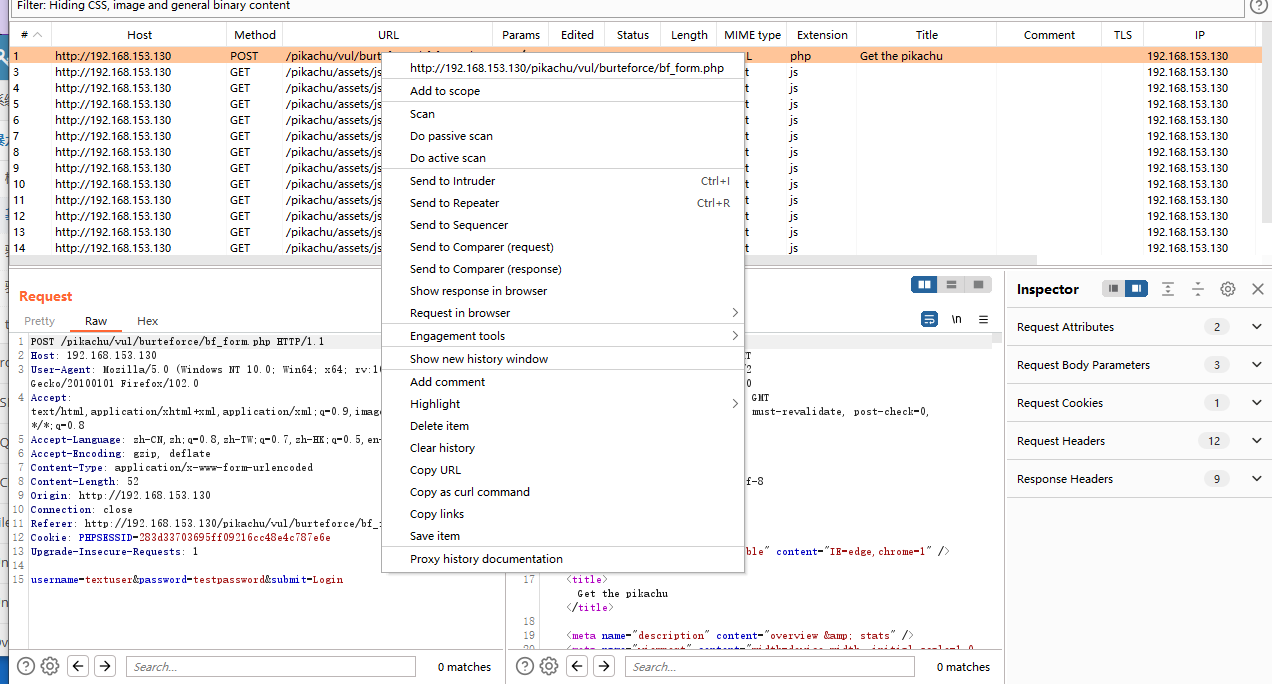 Filter: Hiding CSS, image and general binary content
# Host Method URL Params Edited Status Length MIME type Extension Title Comment TLS IP
1 http://192.168.153.130 POST /pikachu/vul/burt php Get the pikachu 192.168.153.130
3 http://192.168.153.130 GET /pikachu/assets/js js 192.168.153.130
4 http://192.168.153.130 GET /pikachu/assets/js js 192.168.153.130
5 http://192.168.153.130 GET /pikachu/assets/js js 192.168.153.130
6 http://192.168.153.130 GET /pikachu/assets/js js 192.168.153.130
7 http://192.168.153.130 GET /pikachu/assets/js js 192.168.153.130
8 http://192.168.153.130 GET /pikachu/assets/js js 192.168.153.130
9 http://192.168.153.130 GET /pikachu/assets/js js 192.168.153.130
10 http://192.168.153.130 GET /pikachu/assets/js js 192.168.153.130
11 http://192.168.153.130 GET /pikachu/assets/js js 192.168.153.130
12 http://192.168.153.130 GET /pikachu/assets/js js 192.168.153.130
13 http://192.168.153.130 GET /pikachu/assets/js js 192.168.153.130
14 http://192.168.153.130 GET /pikachu/assets/js js 192.168.153.130
http://192.168.153.130/pikachu/vul/burteforce/bf_form.php
Add to scope
Scan
Do passive scan
Do active scan
Send to Intruder Ctrl+I
Send to Repeater Ctrl+R
Send to Sequencer
Send to Comparer (request)
Send to Comparer (response)
Show response in browser
Request in browser
Engagement tools
Show new history window
Add comment
Highlight
Delete item
Clear history
Copy URL
Copy as curl command
Copy links
Save item
Proxy history documentation
Request
Pretty Raw Hex
1 POST /pikachu/vul/burteforce/bf_form.php HTTP/1.1
2 Host: 192.168.153.130
3 User-Agent: Mozilla/5.0 (Windows NT 10.0; Win64; x64; rv:10
Gecko/20100101 Firefox/102.0
4 Accept:
text/html,application/xhtml+xml,application/xml;q=0.9,imag
*/*;q=0.8
5 Accept-Language: zh-CN,zh;q=0.8,zh-TW;q=0.7,zh-HK;q=0.5,en-
6 Accept-Encoding: gzip, deflate
7 Content-Type: application/x-www-form-urlencoded
8 Content-Length: 52
9 Origin: http://192.168.153.130
10 Connection: close
11 Referer: http://192.168.153.130/pikachu/vul/burteforce/bf_
12 Cookie: PHPSESSID=283d33703695ff09216cc48e4c787e6e
13 Upgrade-Insecure-Requests: 1
14
15 username=textuser&password=testpassword&submit=Login
\n
GMT
must-revalidate, post-check=0,
f-8
ble" content="IE=edge,chrome=1" />
17 <title>
Get the pikachu
</title>
18
19 <meta name="description" content="overview &amp; stats" />
Search...
0 matches
Search...
0 matches
Inspector
Request Attributes 2
Request Body Parameters 3
Request Cookies 1
Request Headers 12
Response Headers 9